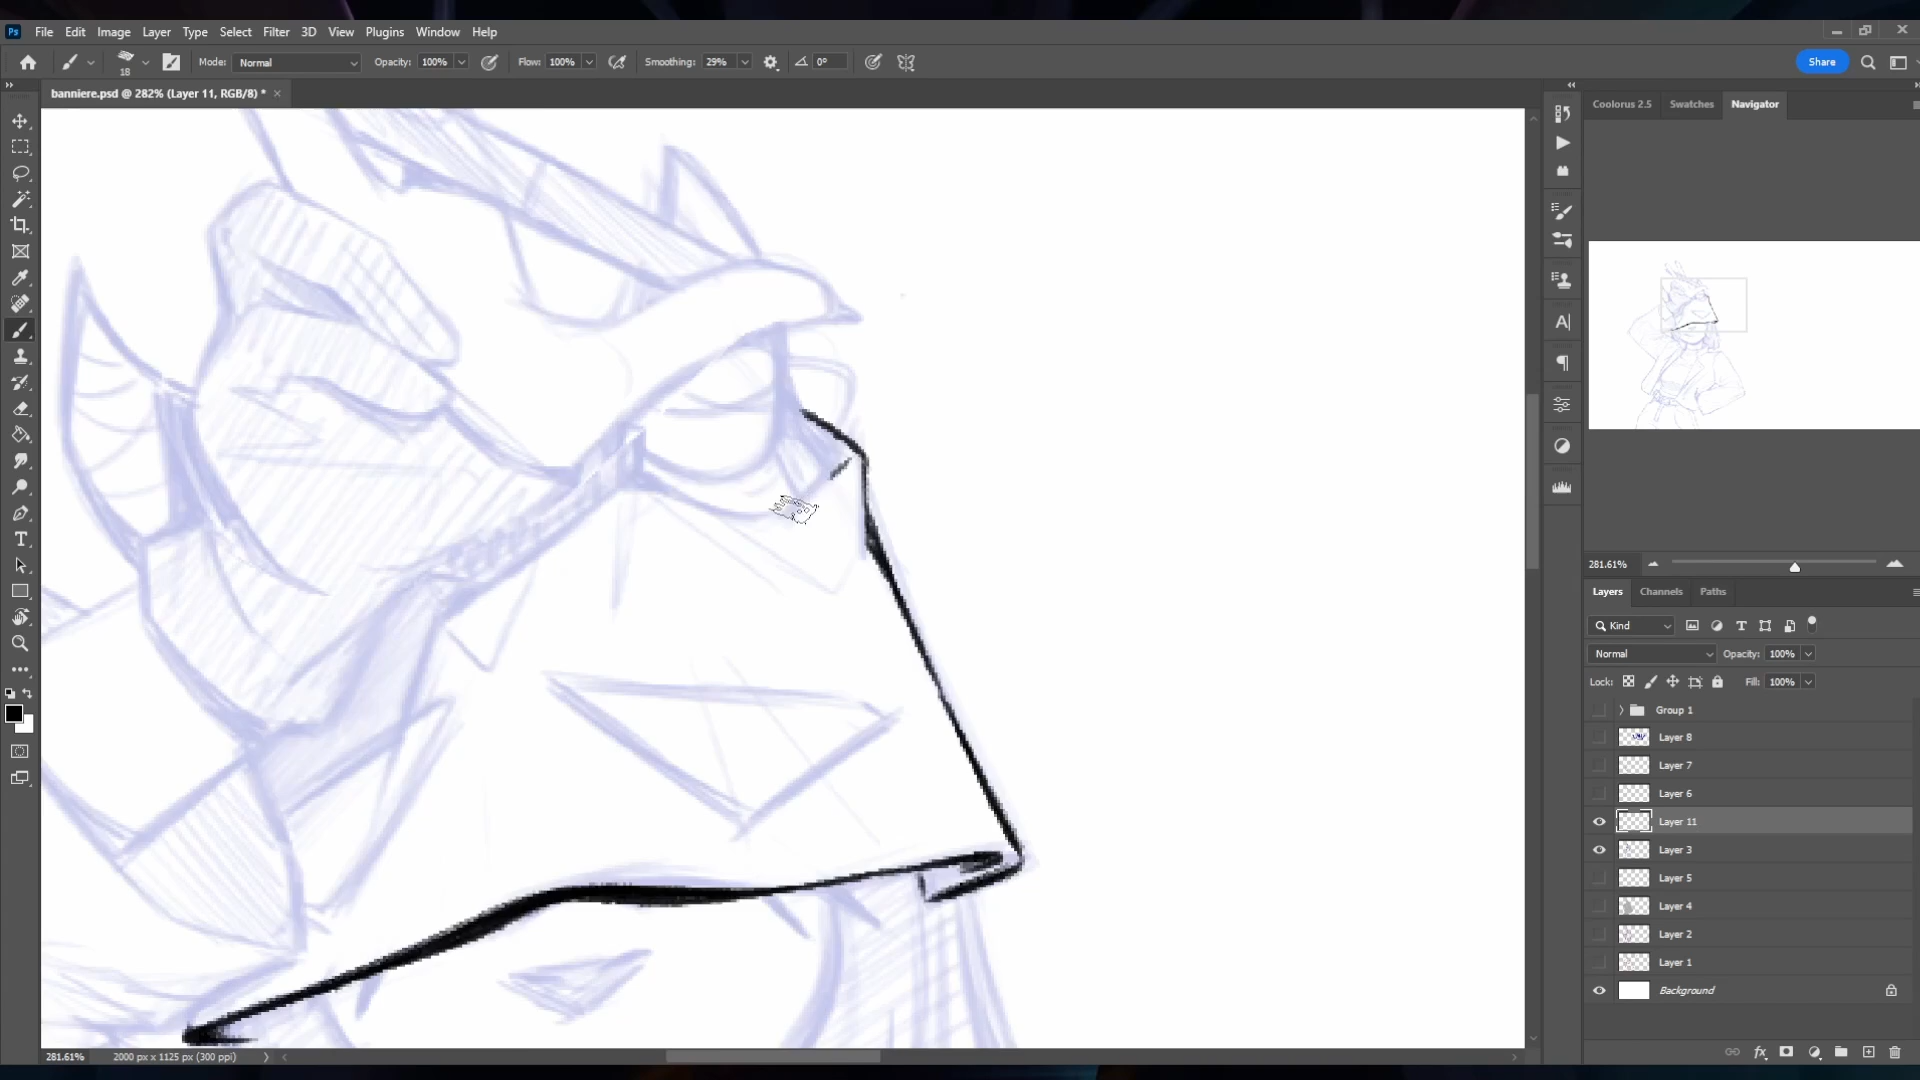 Ps File Edit Image Layer Type Select Filter 3D View Plugins Window Help
18 Mode: Normal Opacity: 100% Flow: 100% Smoothing: 29% 0° Share
banniere.psd @ 282% (Layer 11, RGB/8) * ×
Coolorus 2.5 Swatches Navigator
281.61%
Layers Channels Paths
Kind
Normal Opacity: 100%
Lock: Fill: 100%
Group 1
Layer 8
Layer 7
Layer 6
Layer 11
Layer 3
Layer 5
Layer 4
Layer 2
Layer 1
Background
fx
281.61% 2000 px x 1125 px (300 ppi)